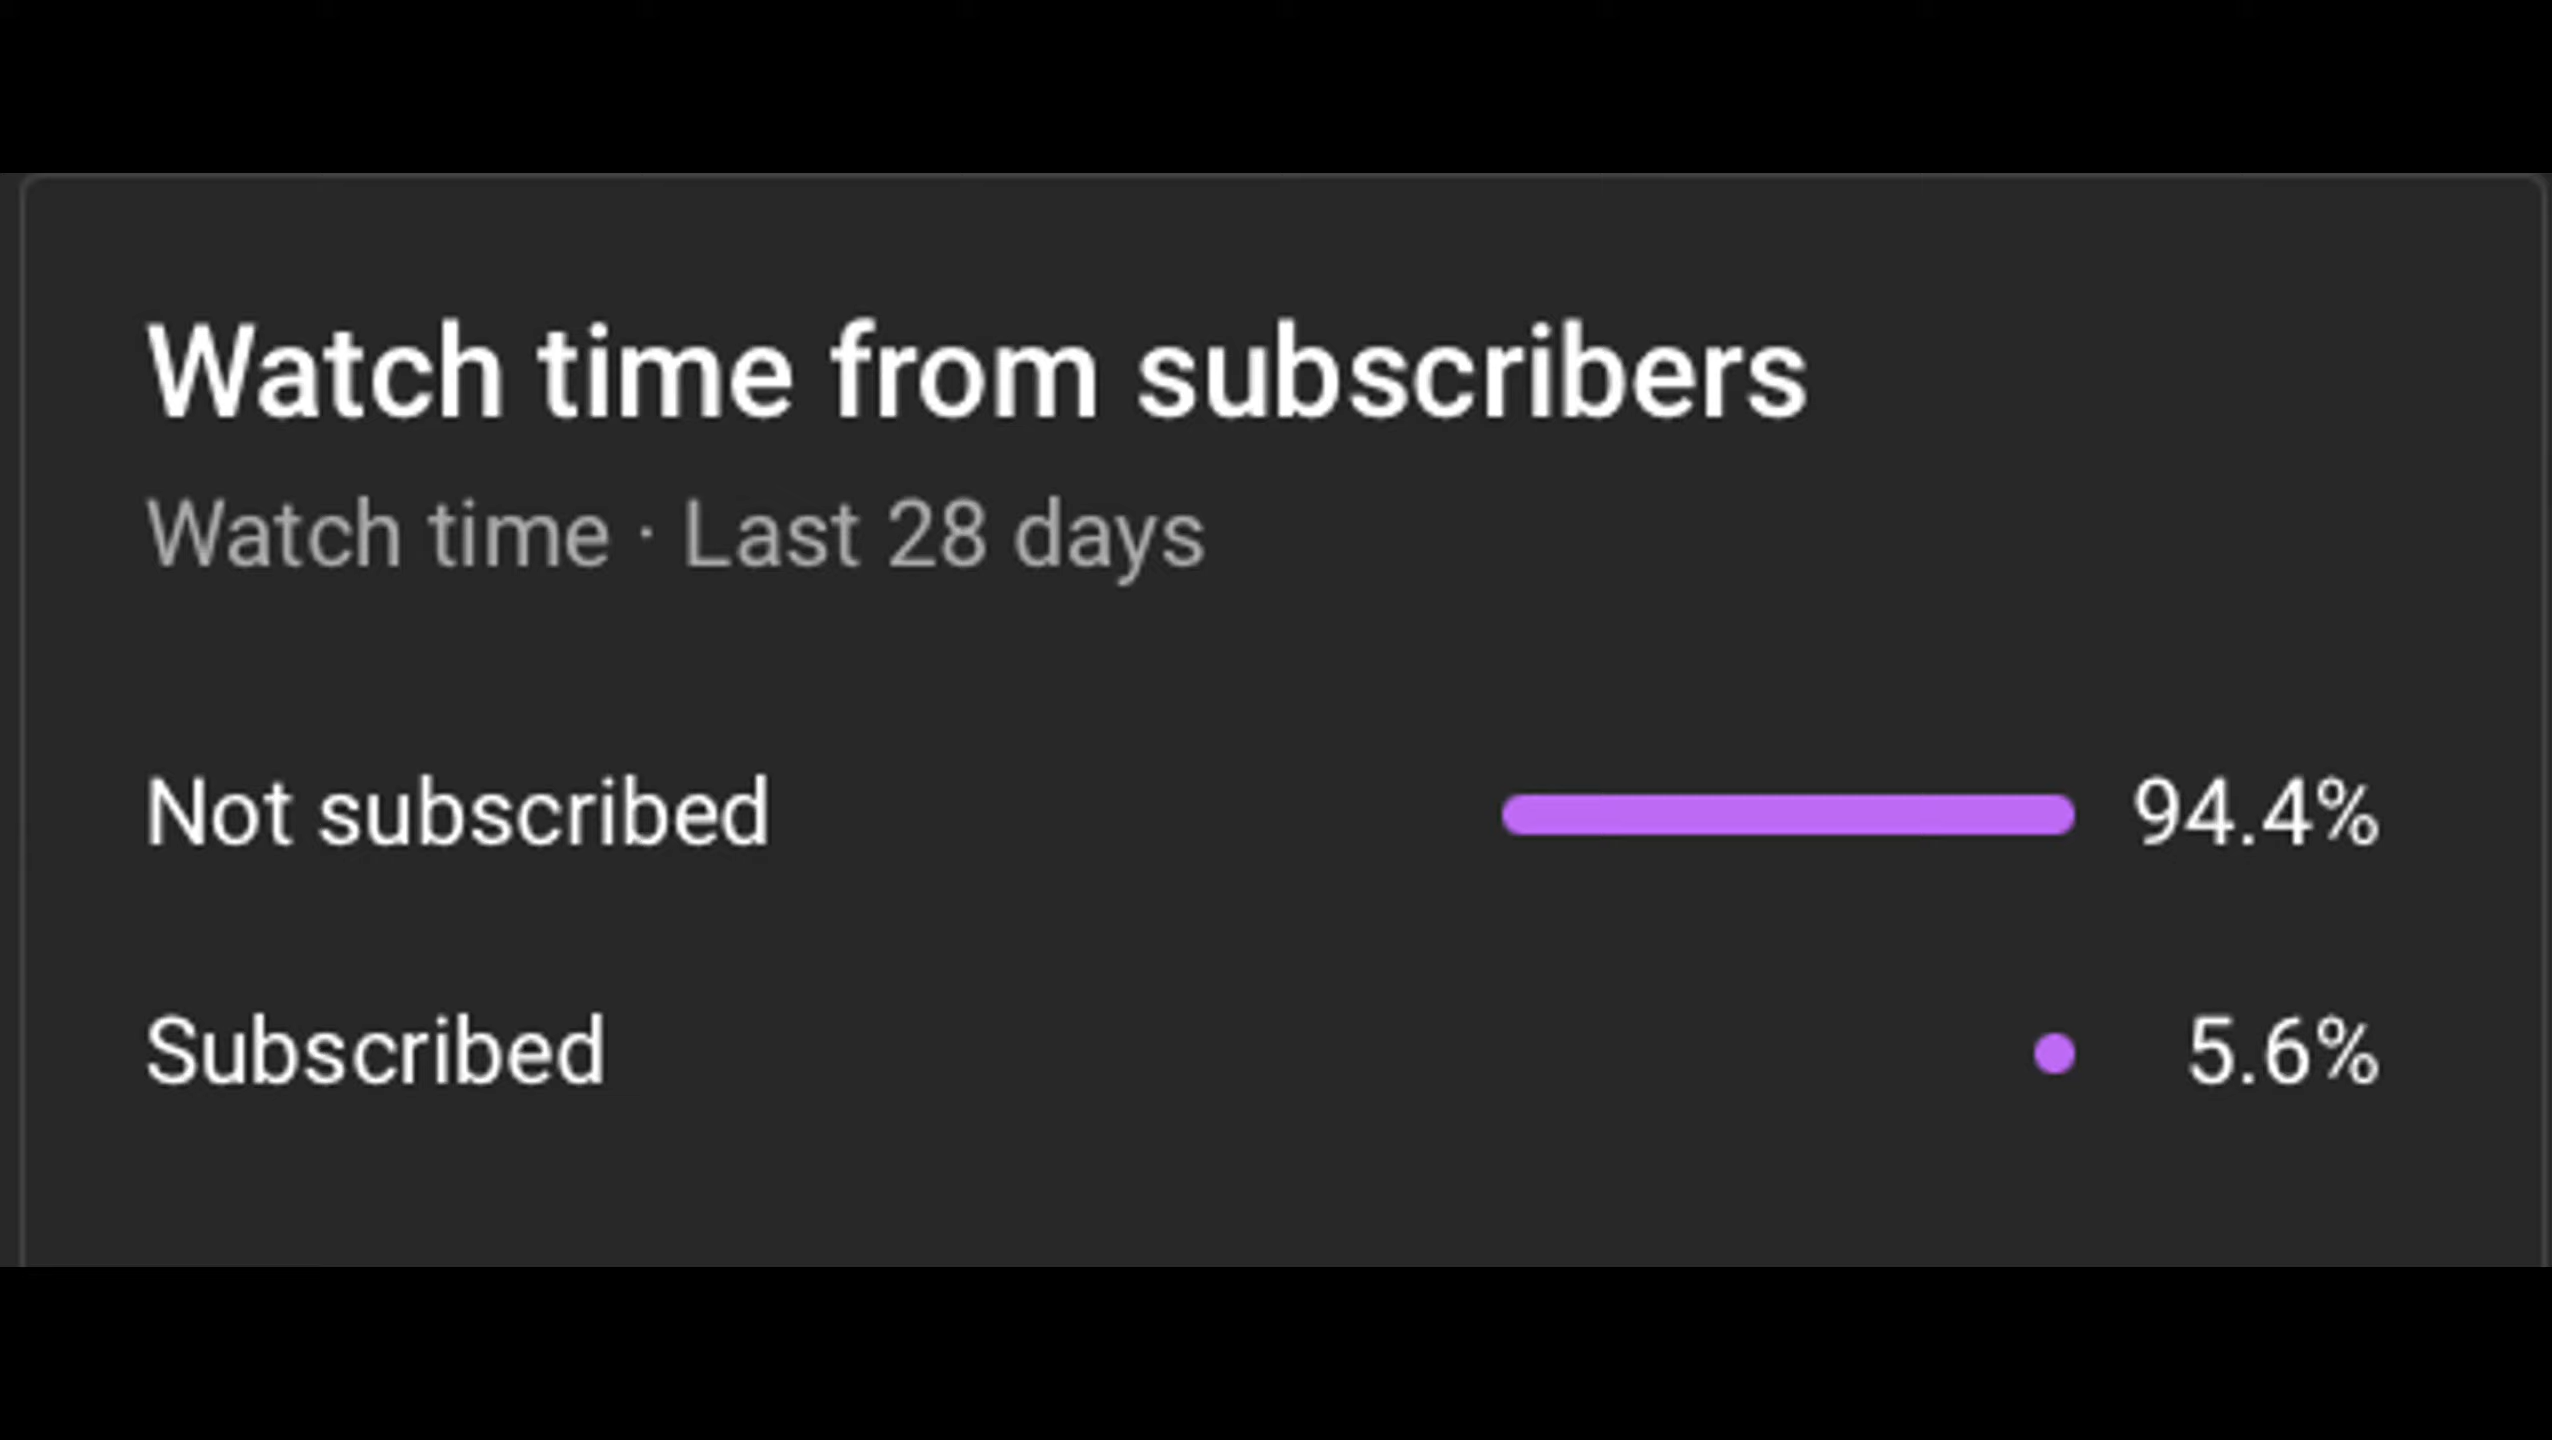 Watch time from subscribers
Watch time · Last 28 days
Not subscribed 94.4%
Subscribed 5.6%